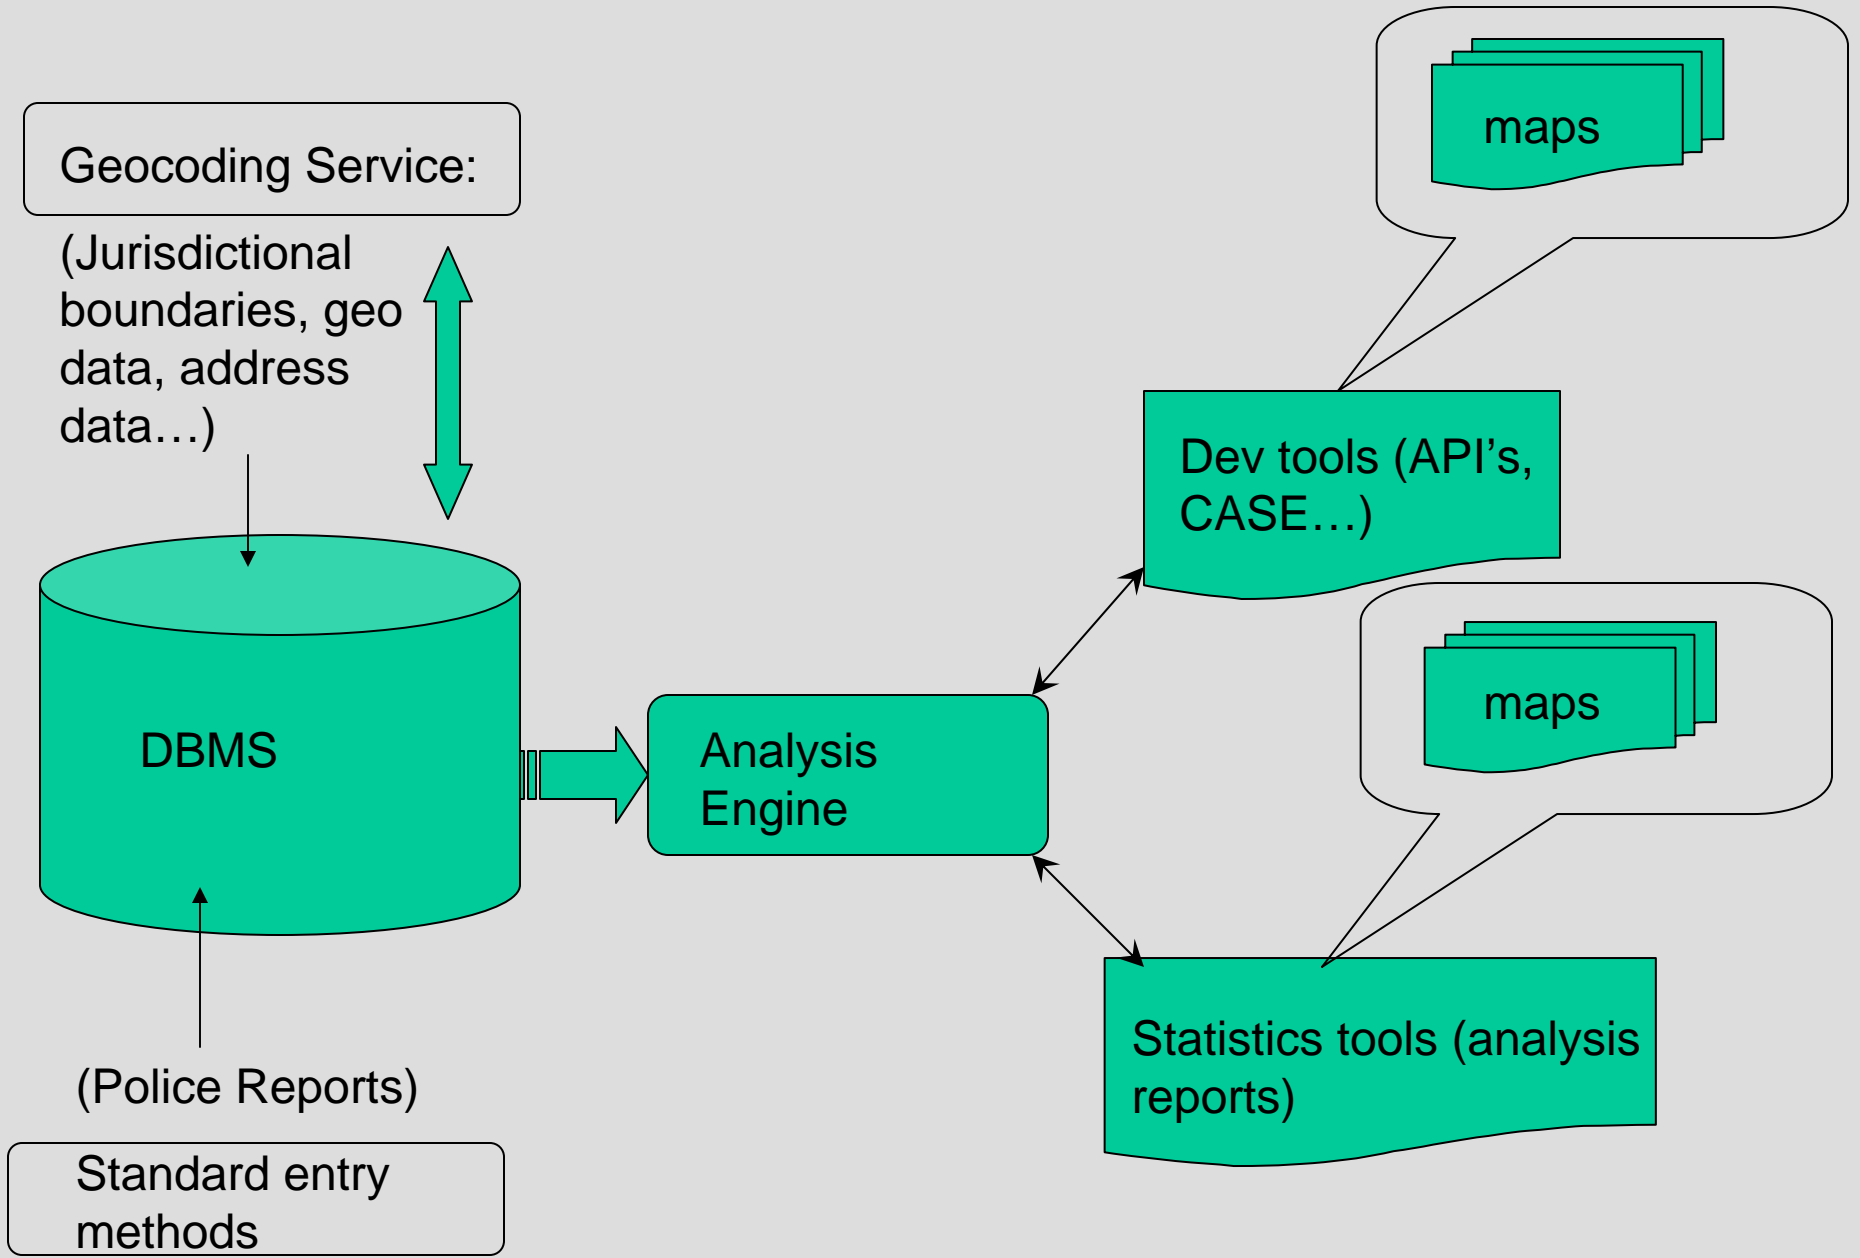 maps
Geocoding Service:
(Jurisdictional
boundaries, geo
data, address
data…)
Dev tools (API’s,
CASE…)
maps
DBMS
Analysis
Engine
Statistics tools (analysis
reports)
(Police Reports)
Standard entry
methods